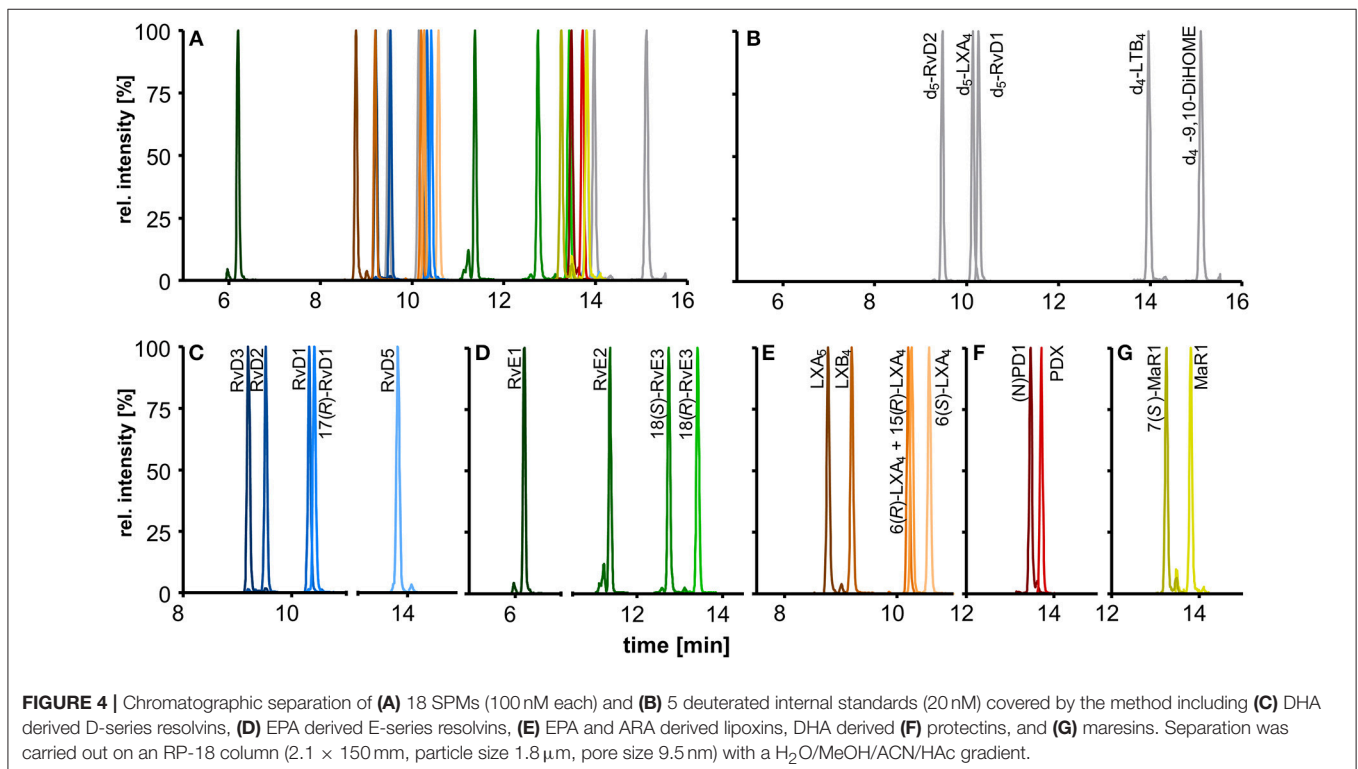 A
B
rel. intensity [%]
100
75
50
25
0
6
8
10
12
14
16
d5-RvD2
d5-LXA4
d5-RvD1
d4-LTB4
d4 -9,10-DiHOME
6
8
10
12
14
16
C
D
E
F
G
rel. intensity [%]
100
75
50
25
0
RvD3
RvD2
RvD1
17(R)-RvD1
RvD5
8
10
14
RvE1
RvE2
18(S)-RvE3
18(R)-RvE3
6
12
14
LXA5
LXB4
6(R)-LXA4 + 15(R)-LXA4
6(S)-LXA4
8
10
(N)PD1
PDX
12
14
7(S)-MaR1
MaR1
12
14
time [min]
FIGURE 4 | Chromatographic separation of (A) 18 SPMs (100 nM each) and (B) 5 deuterated internal standards (20 nM) covered by the method including (C) DHA
derived D-series resolvins, (D) EPA derived E-series resolvins, (E) EPA and ARA derived lipoxins, DHA derived (F) protectins, and (G) maresins. Separation was
carried out on an RP-18 column (2.1 × 150 mm, particle size 1.8 μm, pore size 9.5 nm) with a H2O/MeOH/ACN/HAc gradient.